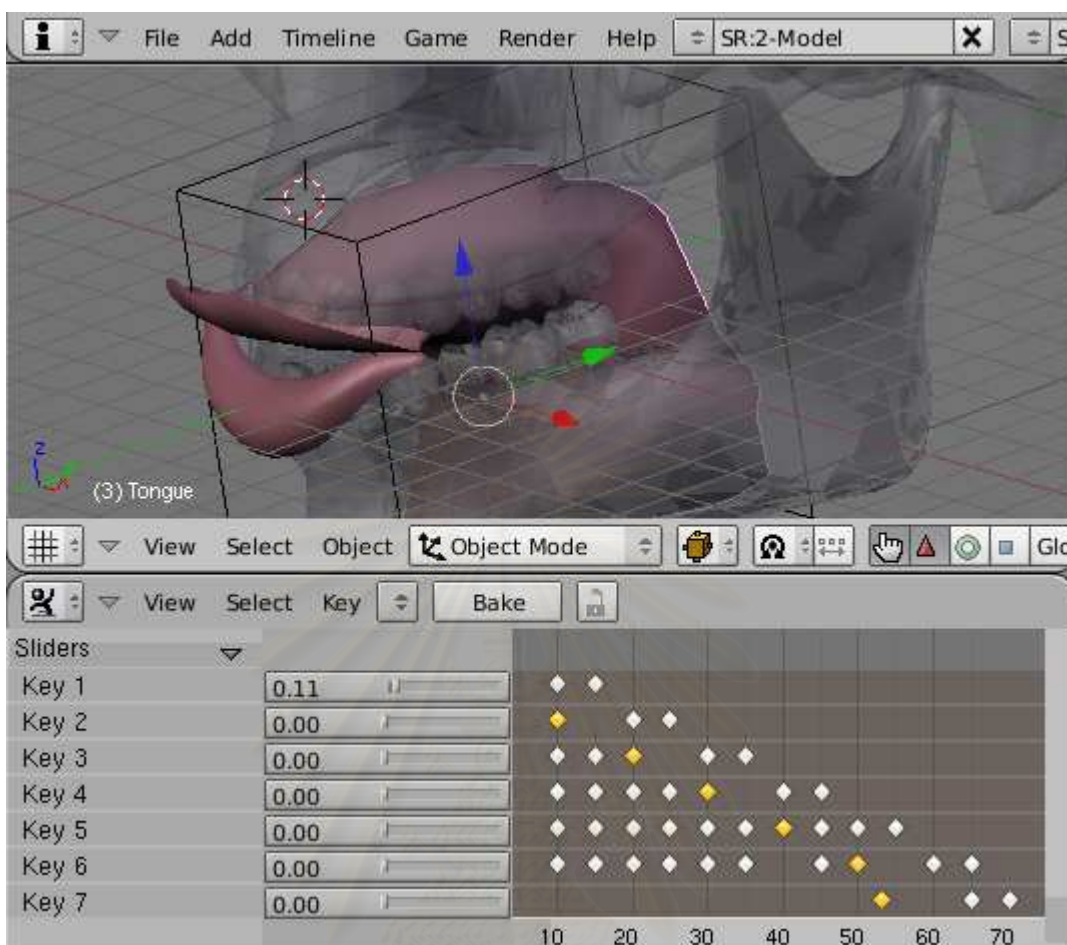 File Add Timeline Game Render Help SR:2-Model
z
(3) Tongue
View Select Object Object Mode Glo
View Select Key Bake
Sliders
Key 1 0.11
Key 2 0.00
Key 3 0.00
Key 4 0.00
Key 5 0.00
Key 6 0.00
Key 7 0.00
10 20 30 40 50 60 70